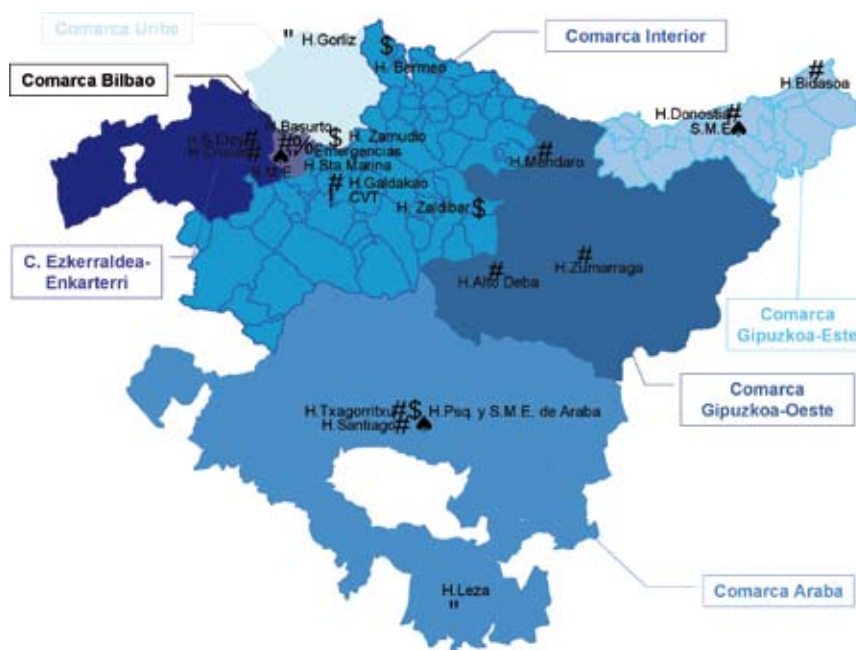 Comarca Uribe
" H.Gorliz
$
H. Bermeo
Comarca Interior
Comarca Bilbao
#
H.Bidasoa
H.Donostia #
S.M.E ♠
H.Basurto
#%
Emergencias
$ H. Zamudio
H Sta Marina
#
H.Galdakao
CVT
H. Zaldibar $
#
H.Mendaro
C. Ezkerraldea-
Enkarterri
#
H.Alto Deba
#
H.Zumarraga
Comarca
Gipuzkoa-Este
Comarca
Gipuzkoa-Oeste
H.Txagorritxu # $ H.Psq. y S.M.E. de Araba
H.Santiago # ♠
Comarca Araba
H.Leza
"